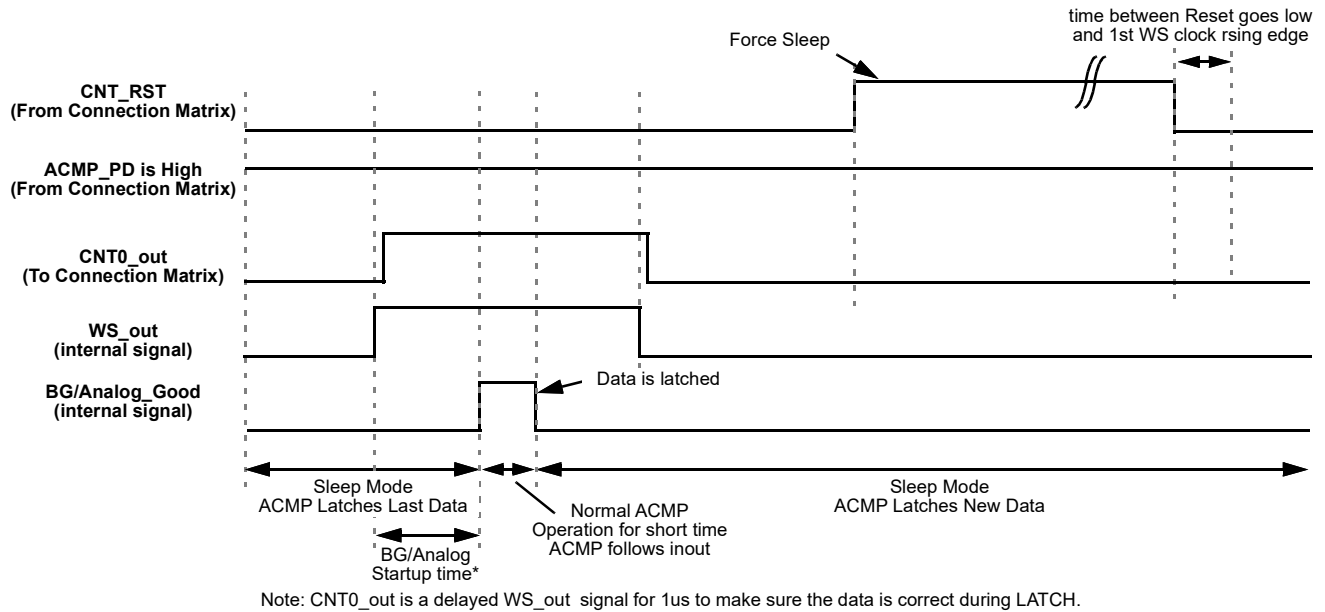 time between Reset goes low
and 1st WS clock rsing edge
Force Sleep
CNT_RST
(From Connection Matrix)
ACMP_PD is High
(From Connection Matrix)
CNT0_out
(To Connection Matrix)
WS_out
(internal signal)
BG/Analog_Good
(internal signal)
Data is latched
Sleep Mode
ACMP Latches Last Data
Normal ACMP
Operation for short time
ACMP follows inout
Sleep Mode
ACMP Latches New Data
BG/Analog
Startup time*
Note: CNT0_out is a delayed WS_out signal for 1us to make sure the data is correct during LATCH.